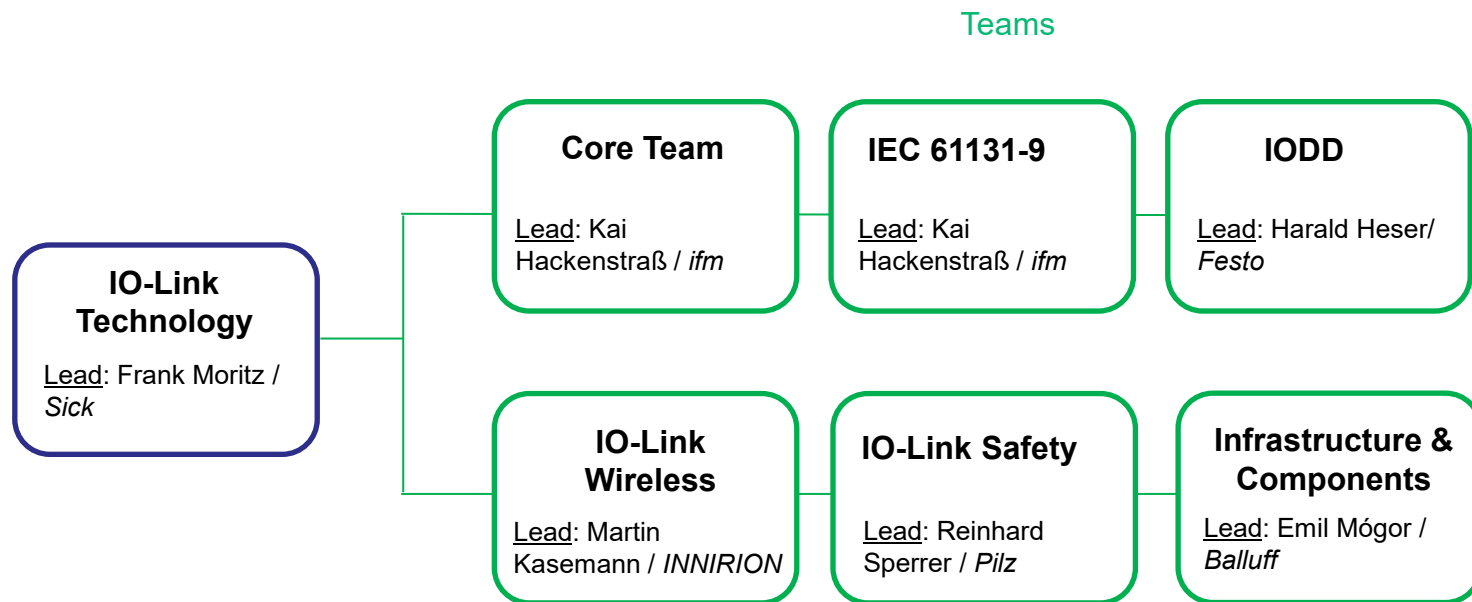 Teams
Core Team
Lead: Kai
Hackenstraß / ifm
IEC 61131-9
Lead: Kai
Hackenstraß / ifm
IODD
Lead: Harald Heser/
Festo
IO-Link
Technology
Lead: Frank Moritz /
Sick
IO-Link
Wireless
Lead: Martin
Kasemann / INNIRION
IO-Link Safety
Lead: Reinhard
Sperrer / Pilz
Infrastructure &
Components
Lead: Emil Mógor /
Balluff